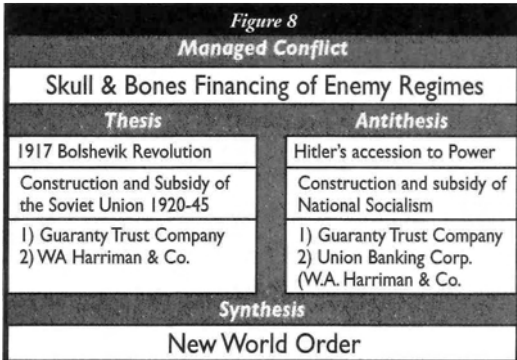 Figure 8
Managed Conflict
Skull & Bones Financing of Enemy Regimes
Thesis
1917 Bolshevik Revolution
Construction and Subsidy of
the Soviet Union 1920-45
1) Guaranty Trust Company
2) WA Harriman & Co.
Antithesis
Hitler's accession to Power
Construction and subsidy of
National Socialism
1) Guaranty Trust Company
2) Union Banking Corp.
(W.A. Harriman & Co.
Synthesis
New World Order